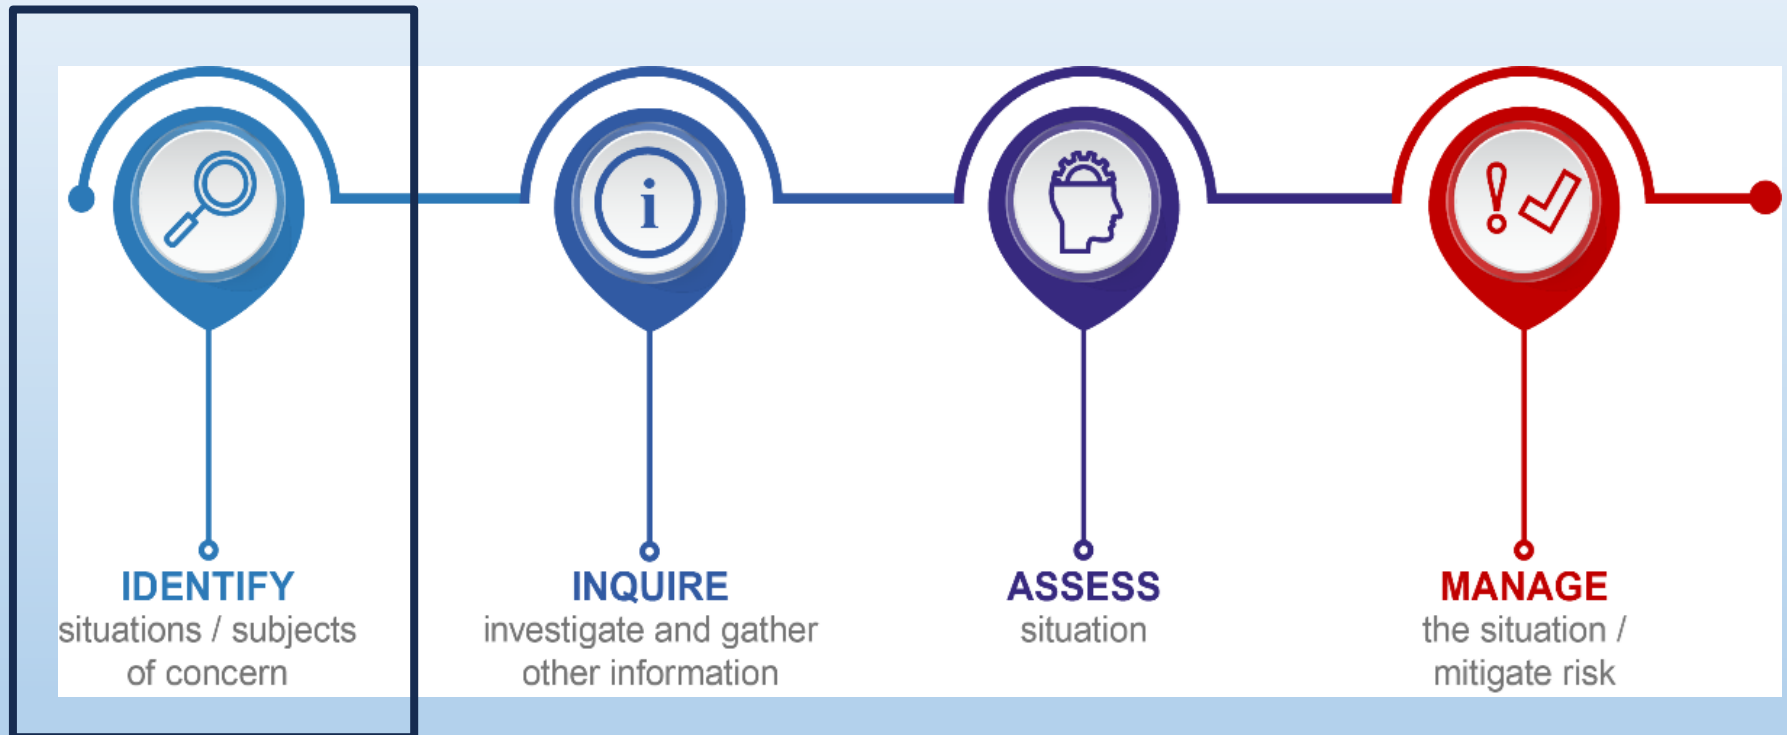 IDENTIFY
situations / subjects
of concern
i
INQUIRE
investigate and gather
other information
ASSESS
situation
!
MANAGE
the situation /
mitigate risk